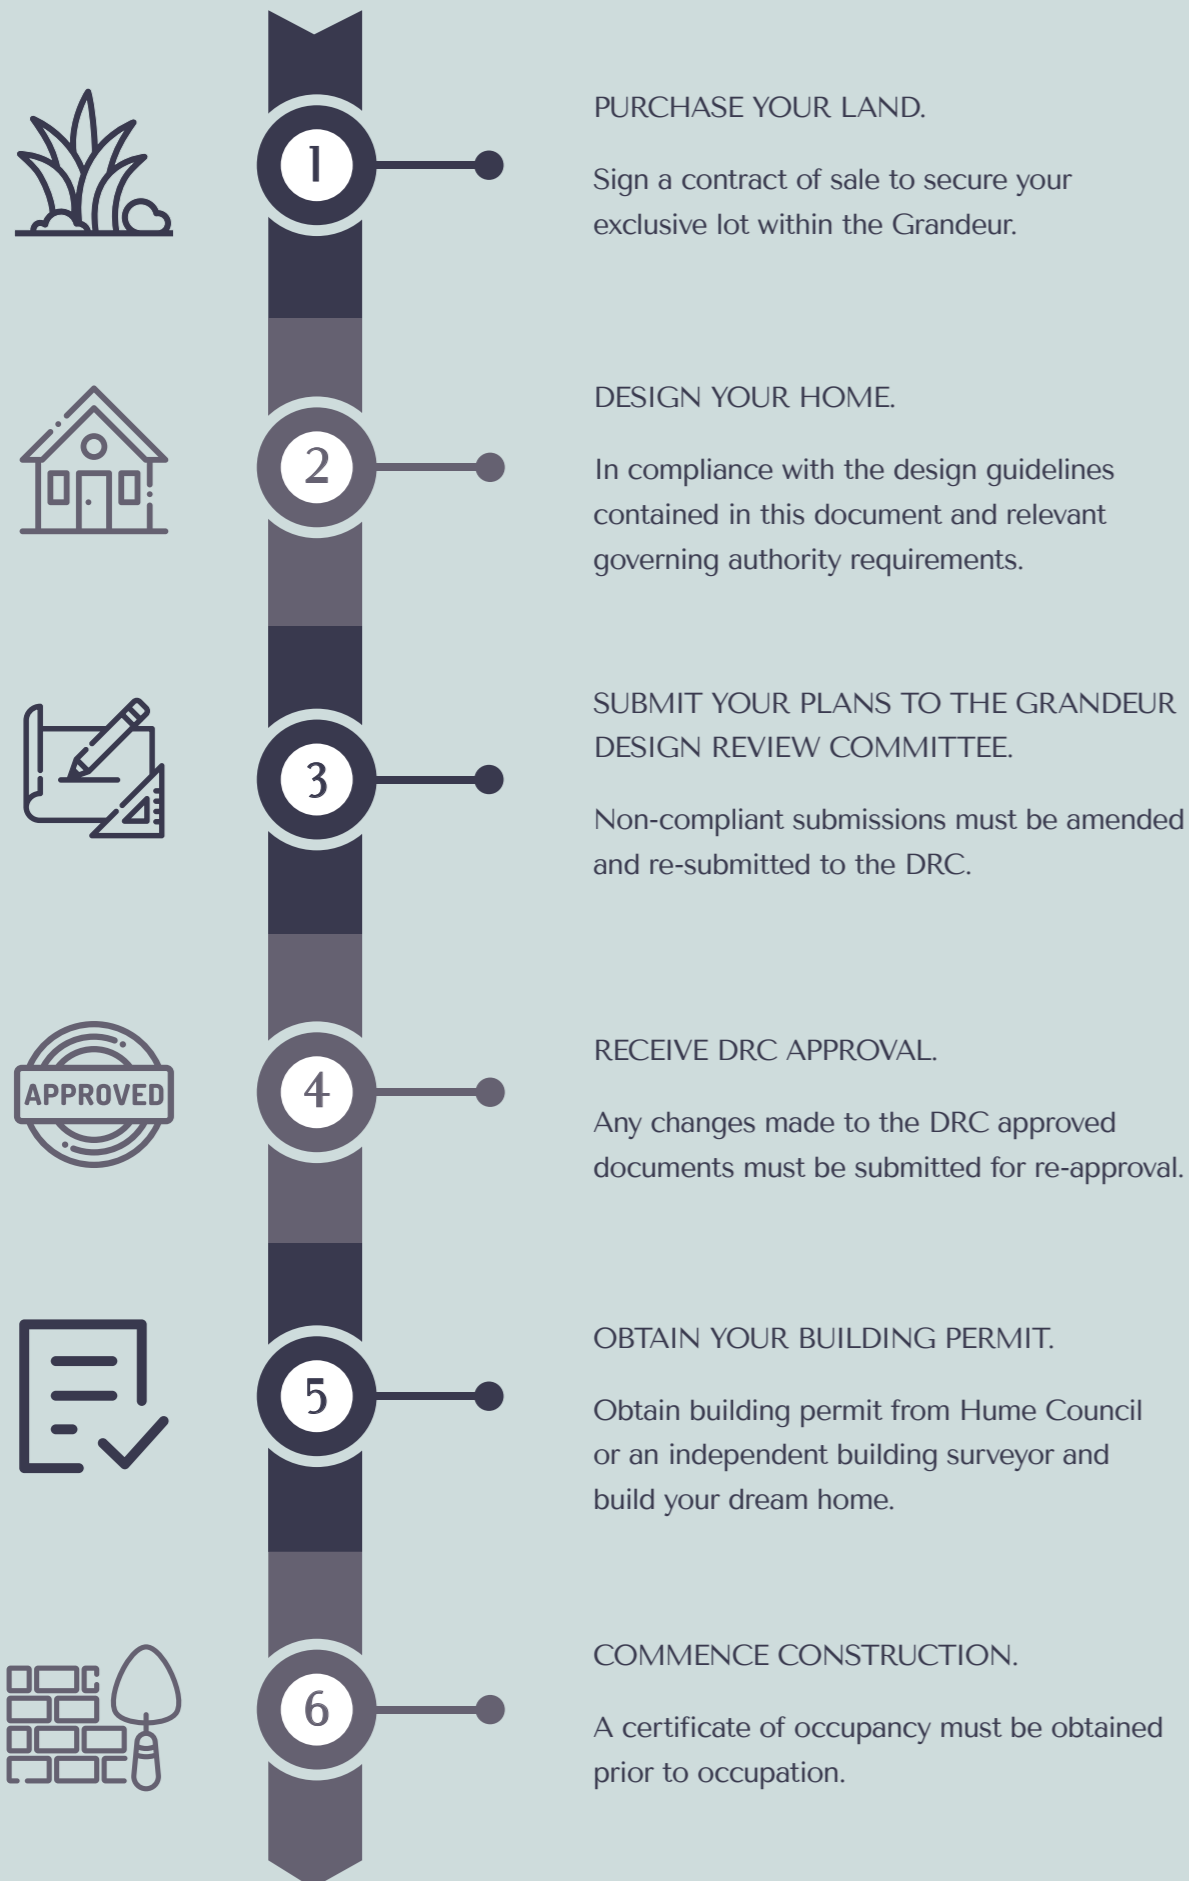 1
PURCHASE YOUR LAND.
Sign a contract of sale to secure your
exclusive lot within the Grandeur.
2
DESIGN YOUR HOME.
In compliance with the design guidelines
contained in this document and relevant
governing authority requirements.
3
SUBMIT YOUR PLANS TO THE GRANDEUR
DESIGN REVIEW COMMITTEE.
Non-compliant submissions must be amended
and re-submitted to the DRC.
APPROVED
4
RECEIVE DRC APPROVAL.
Any changes made to the DRC approved
documents must be submitted for re-approval.
5
OBTAIN YOUR BUILDING PERMIT.
Obtain building permit from Hume Council
or an independent building surveyor and
build your dream home.
6
COMMENCE CONSTRUCTION.
A certificate of occupancy must be obtained
prior to occupation.